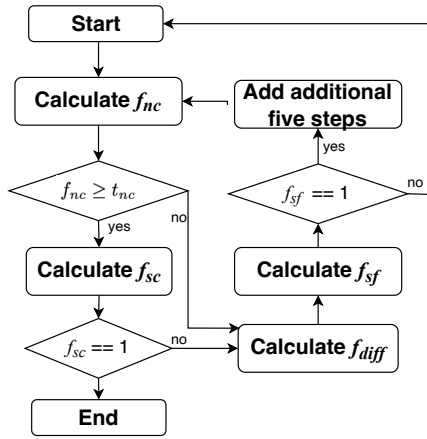 Start
Calculate f_nc
Add additional
five steps
yes
f_nc ≥ t_nc
f_sf == 1
no
no
yes
Calculate f_sc
Calculate f_sf
f_sc == 1
no
Calculate f_diff
End